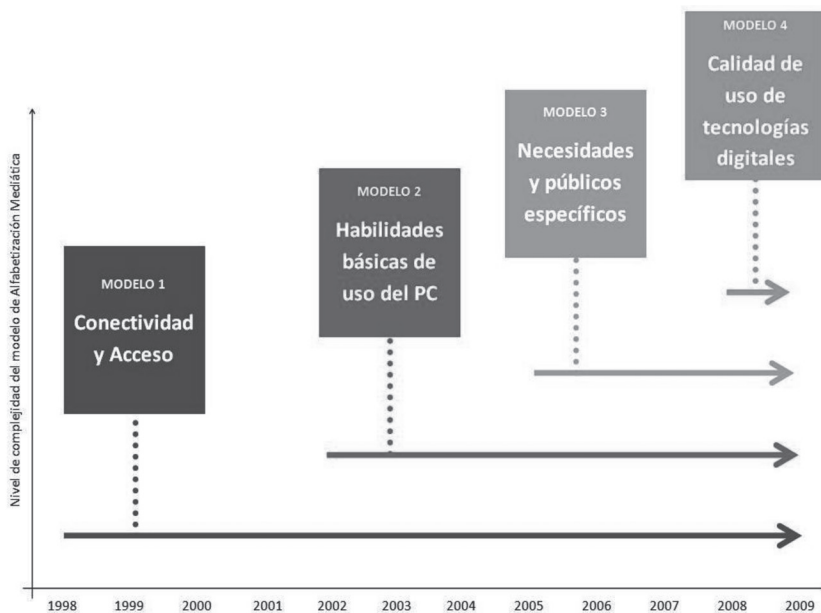 MODELO 4
Calidad de
uso de
tecnologías
digitales
MODELO 3
Necesidades
y públicos
específicos
MODELO 2
Habilidades
básicas de
uso del PC
MODELO 1
Conectividad
y Acceso
Nivel de complejidad del modelo de Alfabetización Mediática
1998 1999 2000 2001 2002 2003 2004 2005 2006 2007 2008 2009